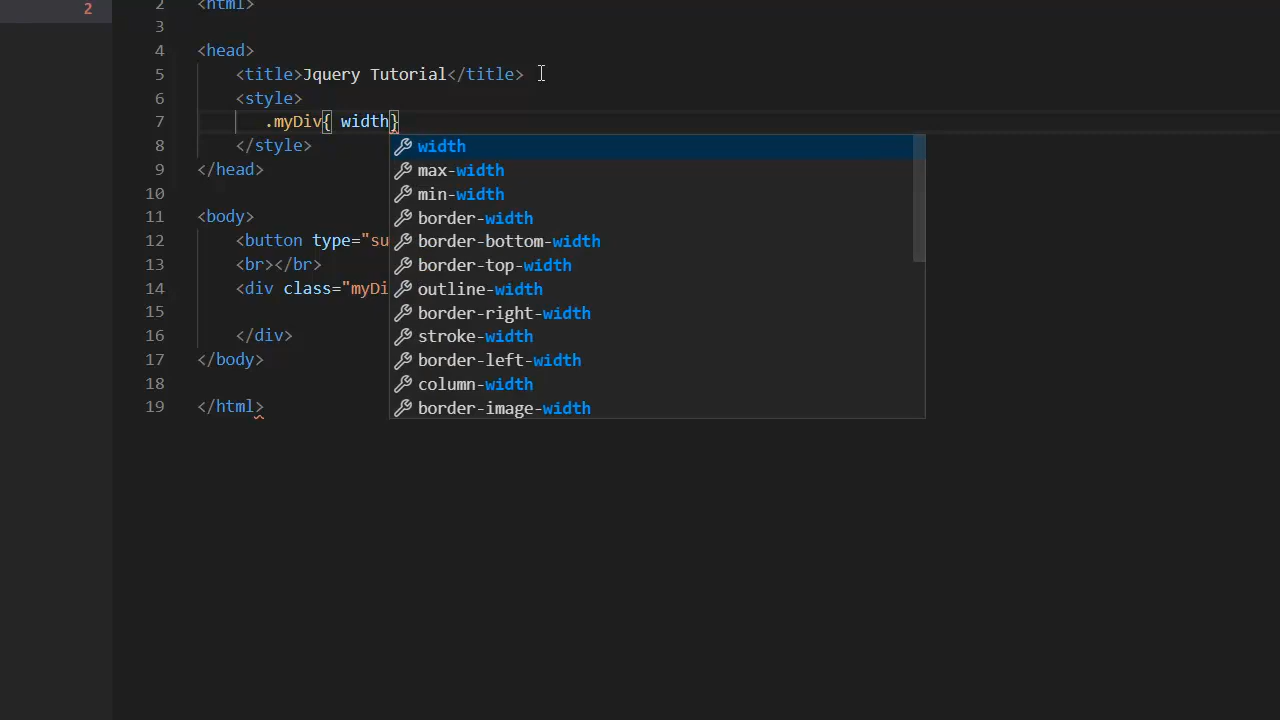 2
2 <html>
3
4 <head>
5 <title>Jquery Tutorial</title>
6 <style>
7 .myDiv{ width}
8 </style>
9 </head>
10
11 <body>
12 <button type="su
13 <br></br>
14 <div class="myDi
15
16 </div>
17 </body>
18
19 </html>
width
max-width
min-width
border-width
border-bottom-width
border-top-width
outline-width
border-right-width
stroke-width
border-left-width
column-width
border-image-width